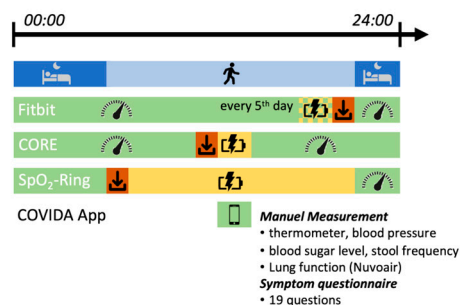 00:00 24:00
Fitbit every 5th day
CORE
SpO₂-Ring
COVIDA App
Manuel Measurement
• thermometer, blood pressure
• blood sugar level, stool frequency
• Lung function (Nuvoair)
Symptom questionnaire
• 19 questions